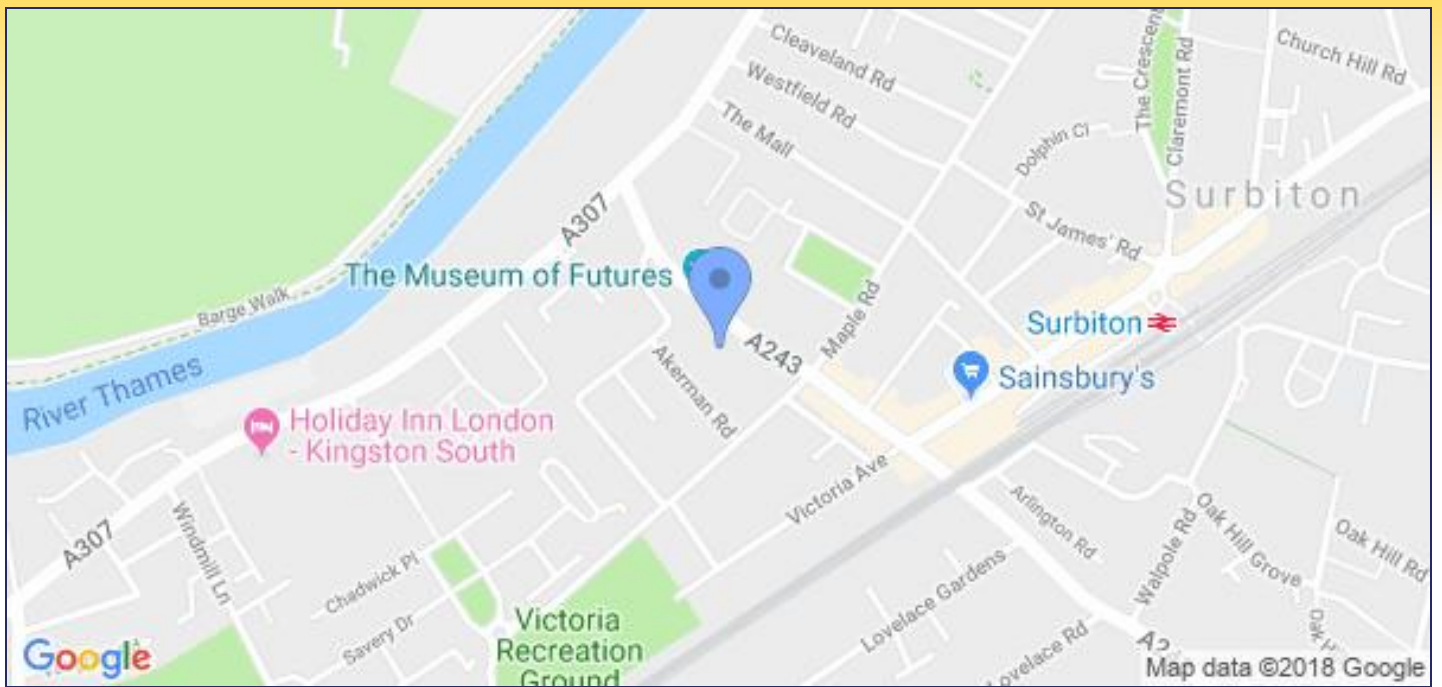 Cleaveland Rd
Westfield Rd
The Mall
The Crescen
Claremont Rd
Church Hill Rd
Dolphin Cl
Surbiton
St James' Rd
A307
The Museum of Futures
Barge Walk
River Thames
Maple Rd
A243
Akerman Rd
Surbiton
Sainsbury's
Holiday Inn London
- Kingston South
Victoria Ave
Arlington Rd
Walpole Rd
Oak Hill Grove
Oak Hill Rd
Oak H
A307
Windmill Ln
Chadwick Pl
Savery Dr
Victoria
Recreation
Ground
Lovelace Gardens
Lovelace Rd
Google
Map data ©2018 Google